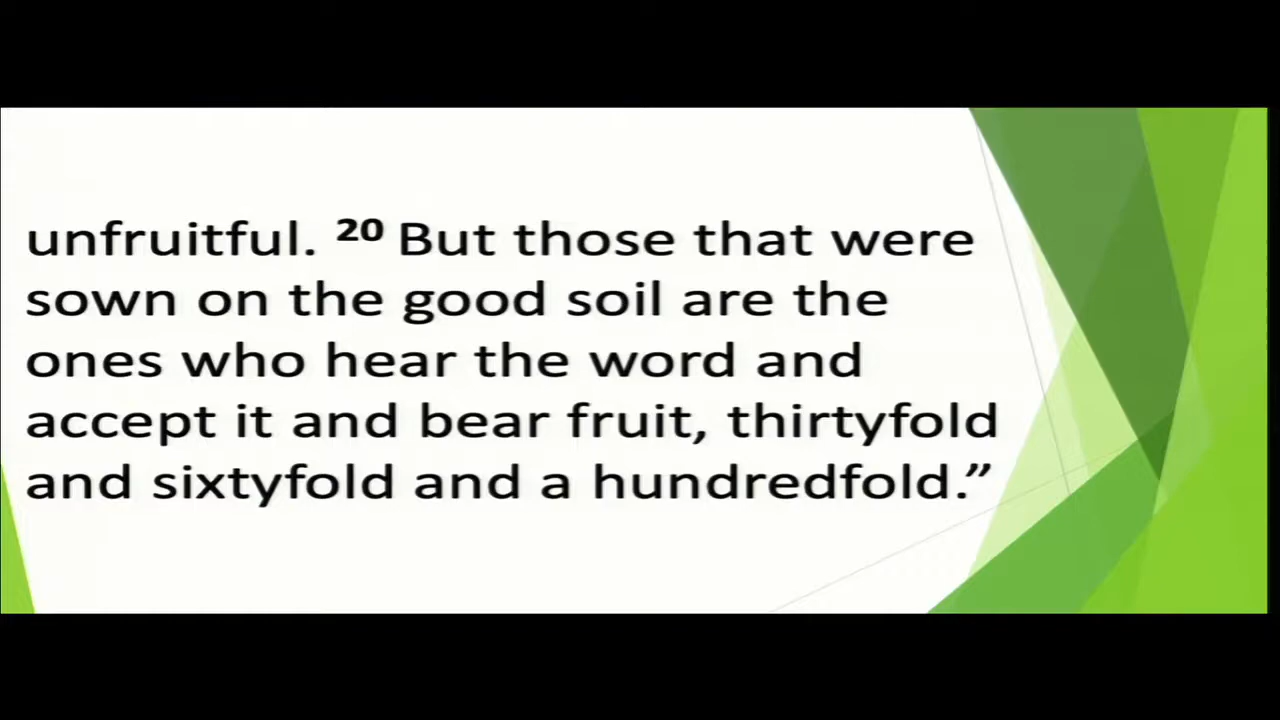 unfruitful. 20 But those that were
sown on the good soil are the
ones who hear the word and
accept it and bear fruit, thirtyfold
and sixtyfold and a hundredfold.”